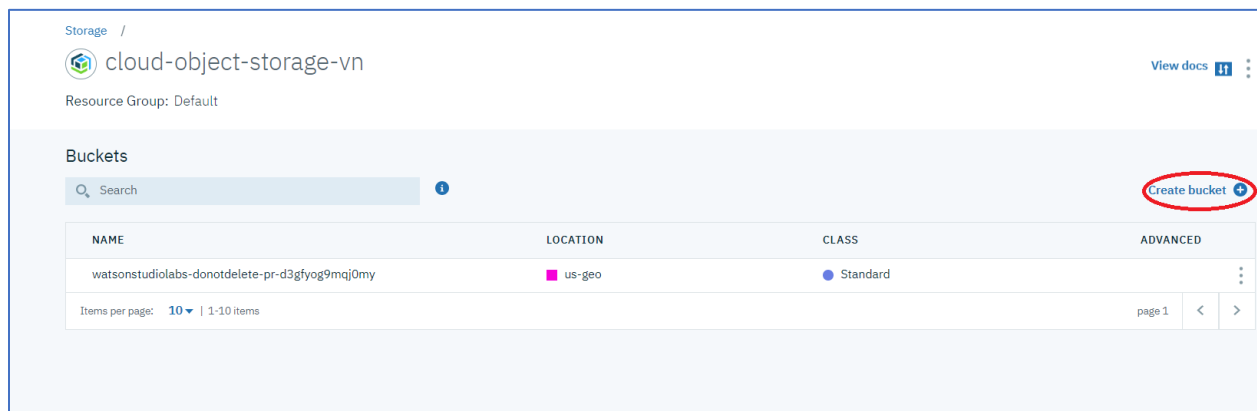 Storage /
cloud-object-storage-vn
View docs
Resource Group: Default
Buckets
Search
Create bucket
NAME LOCATION CLASS ADVANCED
watsonstudiolabs-donotdelete-pr-d3gfyog9mqj0my us-geo Standard
Items per page: 10 | 1-10 items page 1 < >